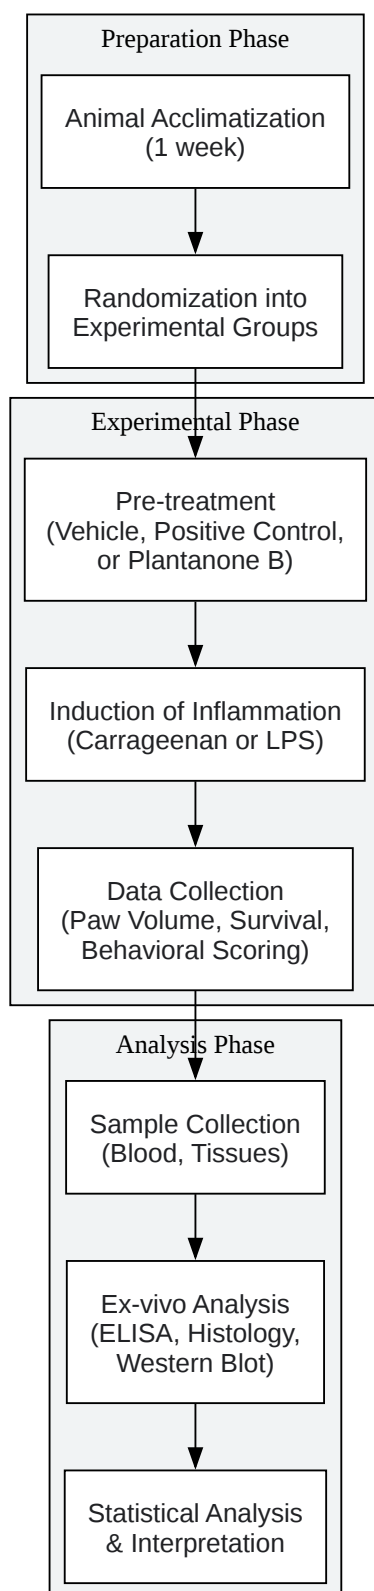 Preparation Phase
Animal Acclimatization
(1 week)
Randomization into
Experimental Groups
Experimental Phase
Pre-treatment
(Vehicle, Positive Control,
or Plantanone B)
Induction of Inflammation
(Carrageenan or LPS)
Data Collection
(Paw Volume, Survival,
Behavioral Scoring)
Analysis Phase
Sample Collection
(Blood, Tissues)
Ex-vivo Analysis
(ELISA, Histology,
Western Blot)
Statistical Analysis
& Interpretation